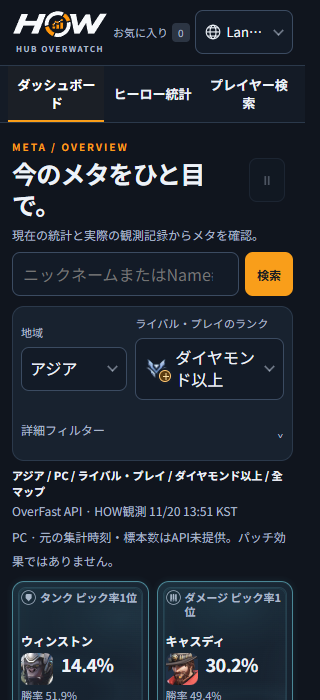 HOW
HUB OVERWATCH
お気に入り 0
Lan…
ダッシュボー
ド
ヒーロー統計
プレイヤー検
索
META / OVERVIEW
今のメタをひと目
で。
現在の統計と実際の観測記録からメタを確認。
ニックネームまたはName
検索
地域
アジア
ライバル・プレイのランク
ダイヤモン
ド以上
詳細フィルター
アジア / PC / ライバル・プレイ / ダイヤモンド以上 / 全
マップ
OverFast API · HOW観測 11/20 13:51 KST
PC · 元の集計時刻・標本数はAPI未提供。パッチ効
果ではありません。
タンク ピック率1位
ウィンストン
14.4%
勝率 51.9%
ダメージ ピック率1
位
キャスディ
30.2%
勝率 49.4%